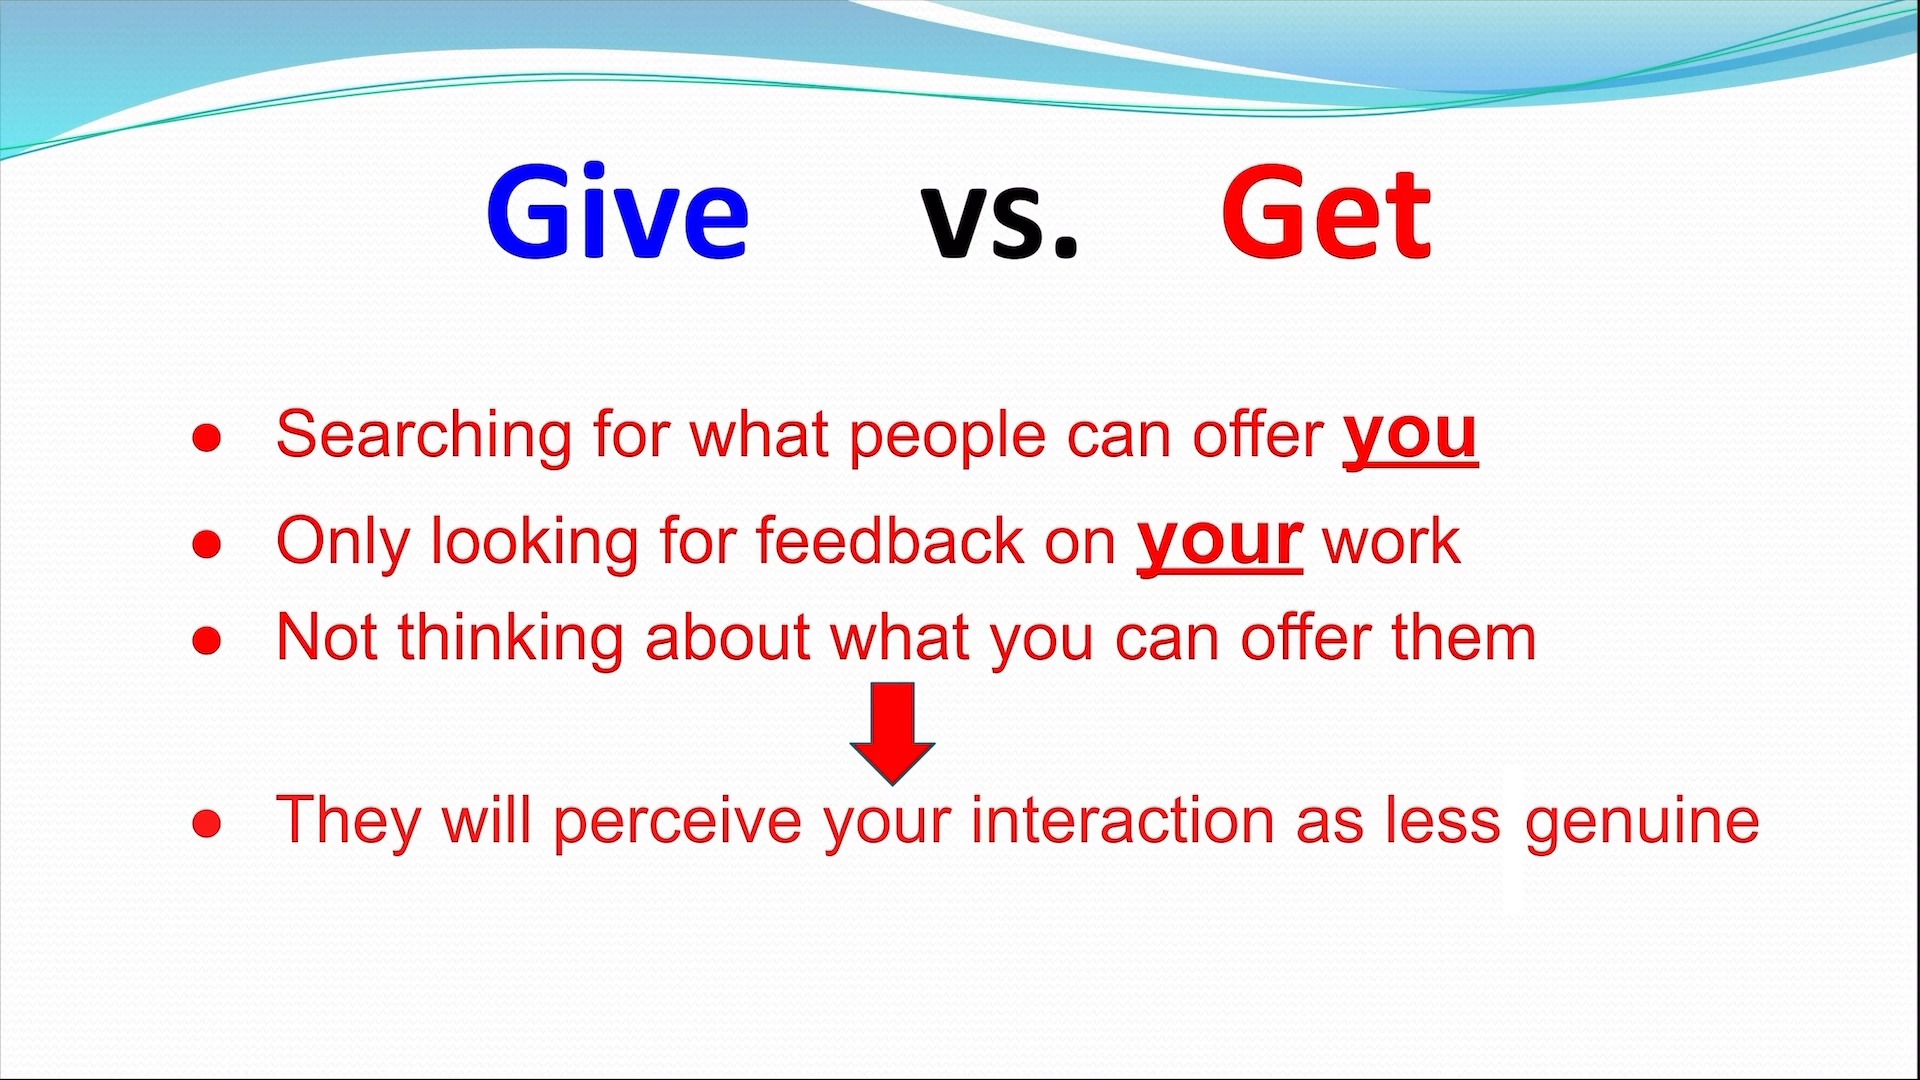 Give vs. Get
● Searching for what people can offer you
● Only looking for feedback on your work
● Not thinking about what you can offer them
● They will perceive your interaction as less genuine